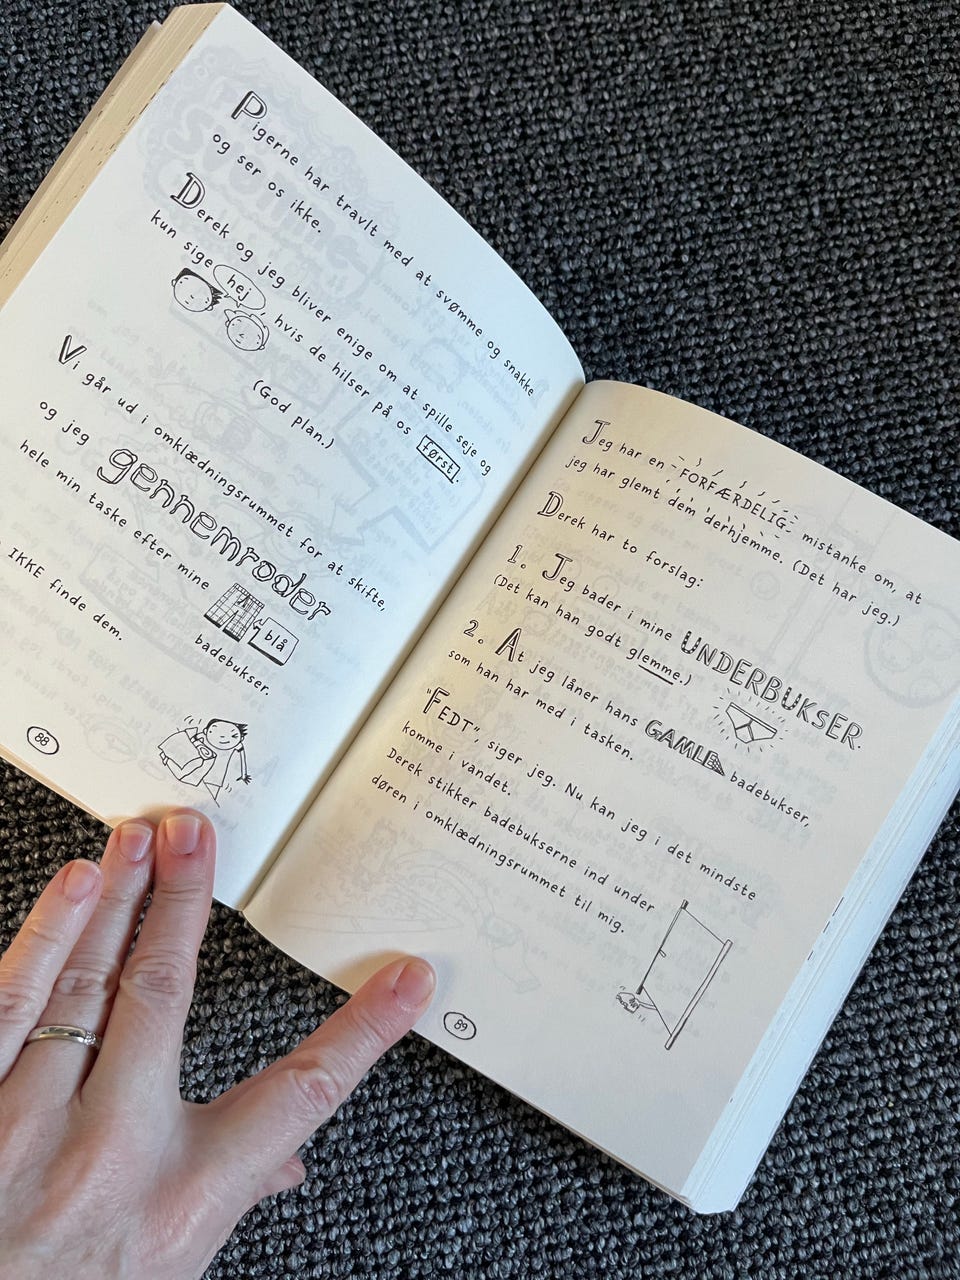 Pigerne har travlt med at svømme og snakke
og ser os ikke.
Derek og jeg bliver enige om at spille seje og
kun sige hej, hvis de hilser på os først.
(God plan.)
Vi går ud i omklædningsrummet for at skifte,
og jeg gennemroder
hele min taske efter mine blå
badebukser.
IKKE finde dem.
88
Jeg har en FORFÆRDELIG mistanke om, at
jeg har glemt dem derhjemme. (Det har jeg.)
Derek har to forslag:
1. Jeg bader i mine UNDERBUKSER.
(Det kan han godt glemme.)
2. At jeg låner hans GAMLE badebukser,
som han har med i tasken.
"FEDT", siger jeg. Nu kan jeg i det mindste
komme i vandet.
Derek stikker badebukserne ind under
døren i omklædningsrummet til mig.
89